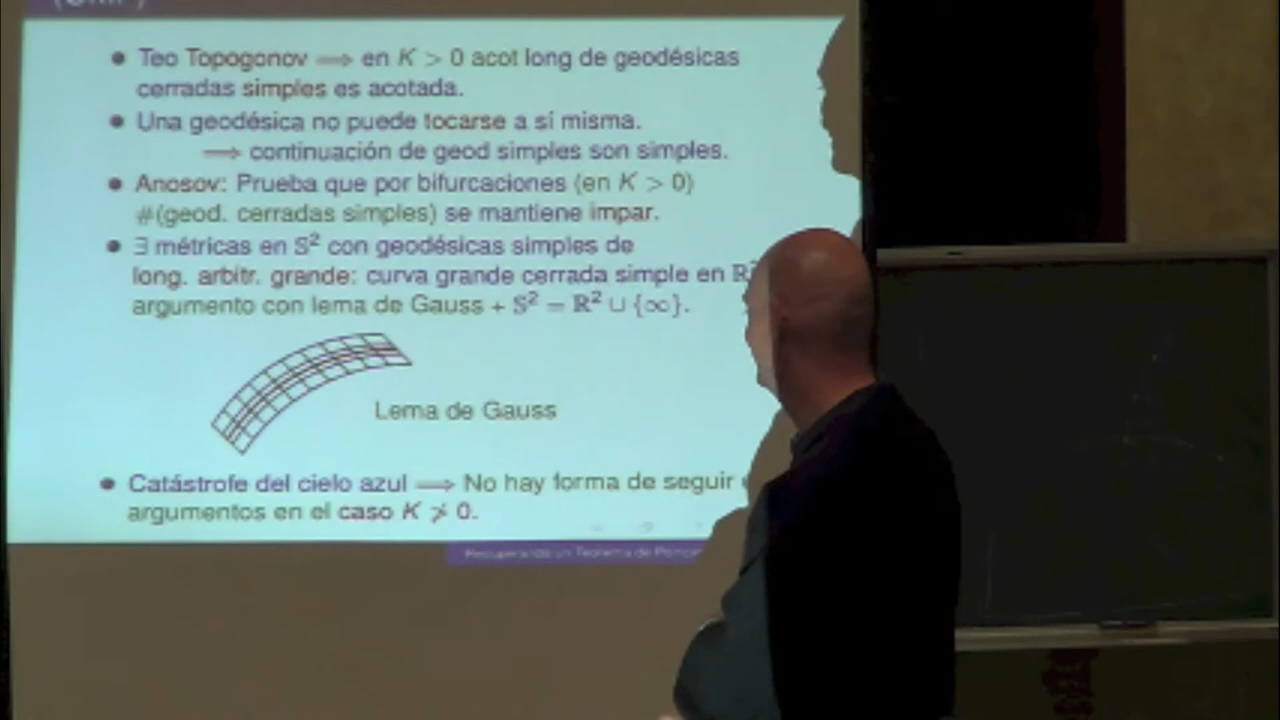 • Teo Topogonov ⟹ en K > 0 acot long de geodésicas
cerradas simples es acotada.
• Una geodésica no puede tocarse a sí misma.
⟹ continuación de geod simples son simples.
• Anosov: Prueba que por bifurcaciones (en K > 0)
#(geod. cerradas simples) se mantiene impar.
• ∃ métricas en S² con geodésicas simples de
long. arbitr. grande: curva grande cerrada simple en
argumento con lema de Gauss + S² = R² ∪ {∞}.
Lema de Gauss
• Catástrofe del cielo azul ⟹ No hay forma de seguir
argumentos en el caso K ≯ 0.
Recuperando un Teorema de